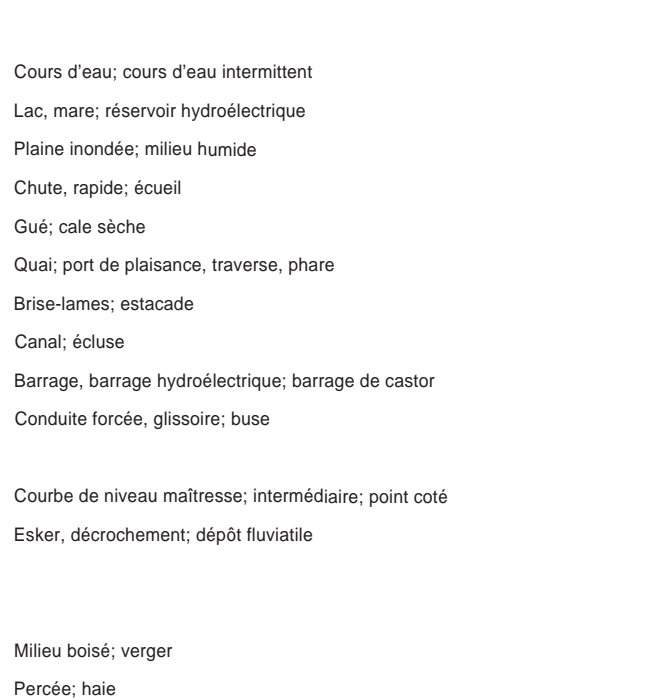 Cours d'eau; cours d'eau intermittent
Lac, mare; réservoir hydroélectrique
Plaine inondée; milieu humide
Chute, rapide; écueil
Gué; cale sèche
Quai; port de plaisance, traverse, phare
Brise-lames; estacade
Canal; écluse
Barrage, barrage hydroélectrique; barrage de castor
Conduite forcée, glissoire; buse
Courbe de niveau maîtresse; intermédiaire; point coté
Esker, décrochement; dépôt fluviatile
Milieu boisé; verger
Percée; haie